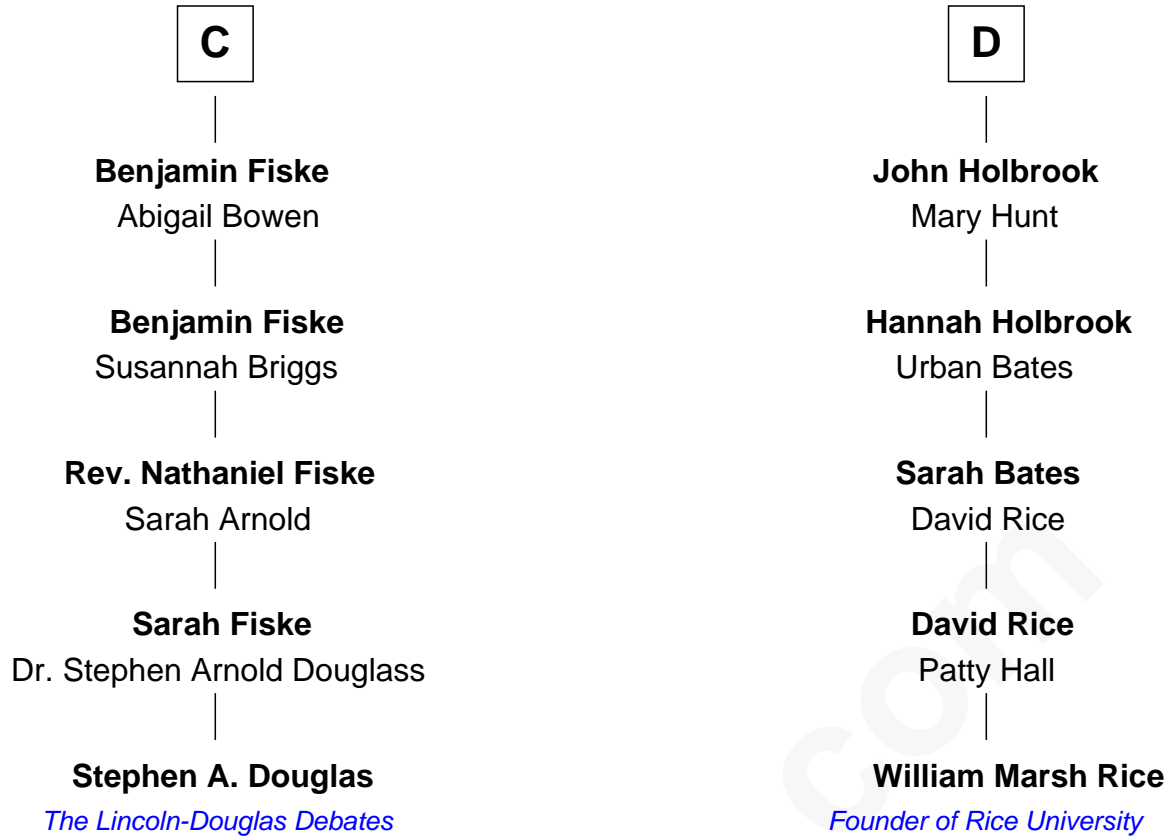 C
Benjamin Fiske
Abigail Bowen
Benjamin Fiske
Susannah Briggs
Rev. Nathaniel Fiske
Sarah Arnold
Sarah Fiske
Dr. Stephen Arnold Douglass
Stephen A. Douglas
The Lincoln-Douglas Debates
D
John Holbrook
Mary Hunt
Hannah Holbrook
Urban Bates
Sarah Bates
David Rice
David Rice
Patty Hall
William Marsh Rice
Founder of Rice University
com